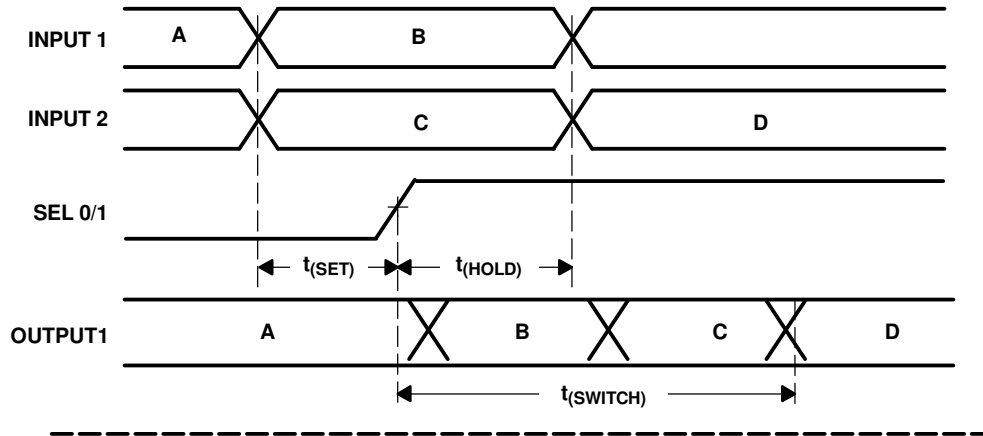 INPUT 1 A B
INPUT 2 C D
SEL 0/1
t(SET) t(HOLD)
OUTPUT1 A B C D
t(SWITCH)